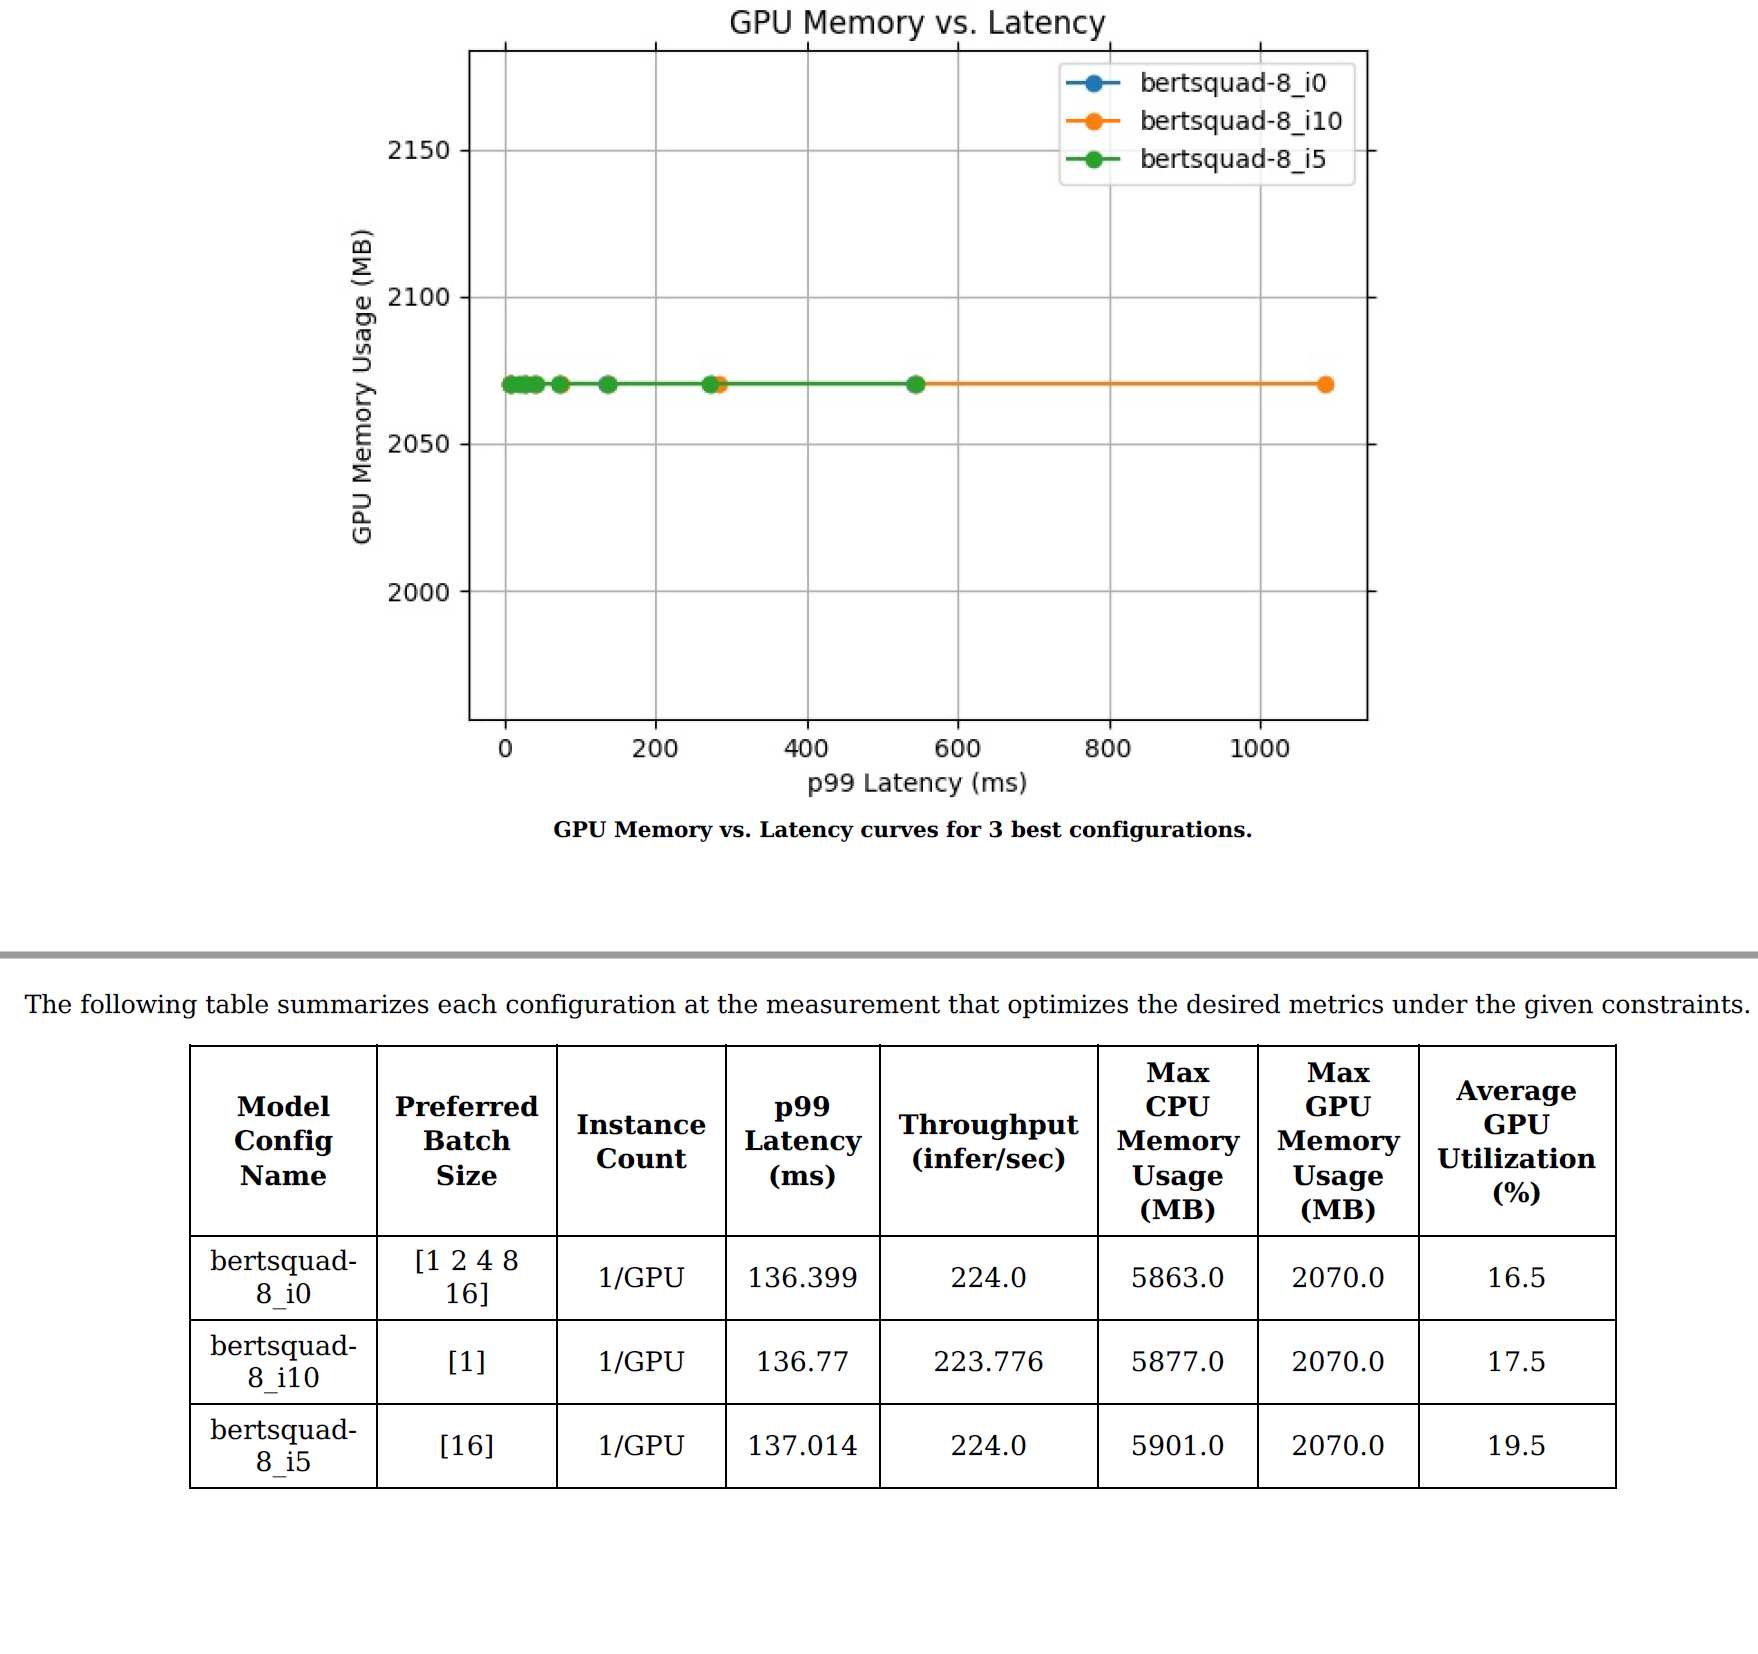 GPU Memory vs. Latency
bertsquad-8_i0
bertsquad-8_i10
bertsquad-8_i5
GPU Memory Usage (MB)
2150
2100
2050
2000
0 200 400 600 800 1000
p99 Latency (ms)
GPU Memory vs. Latency curves for 3 best configurations.
The following table summarizes each configuration at the measurement that optimizes the desired metrics under the given constraints.
Model
Config
Name
Preferred
Batch
Size
Instance
Count
p99
Latency
(ms)
Throughput
(infer/sec)
Max
CPU
Memory
Usage
(MB)
Max
GPU
Memory
Usage
(MB)
Average
GPU
Utilization
(%)
bertsquad-
8_i0
[1 2 4 8
16]
1/GPU
136.399
224.0
5863.0
2070.0
16.5
bertsquad-
8_i10
[1]
1/GPU
136.77
223.776
5877.0
2070.0
17.5
bertsquad-
8_i5
[16]
1/GPU
137.014
224.0
5901.0
2070.0
19.5